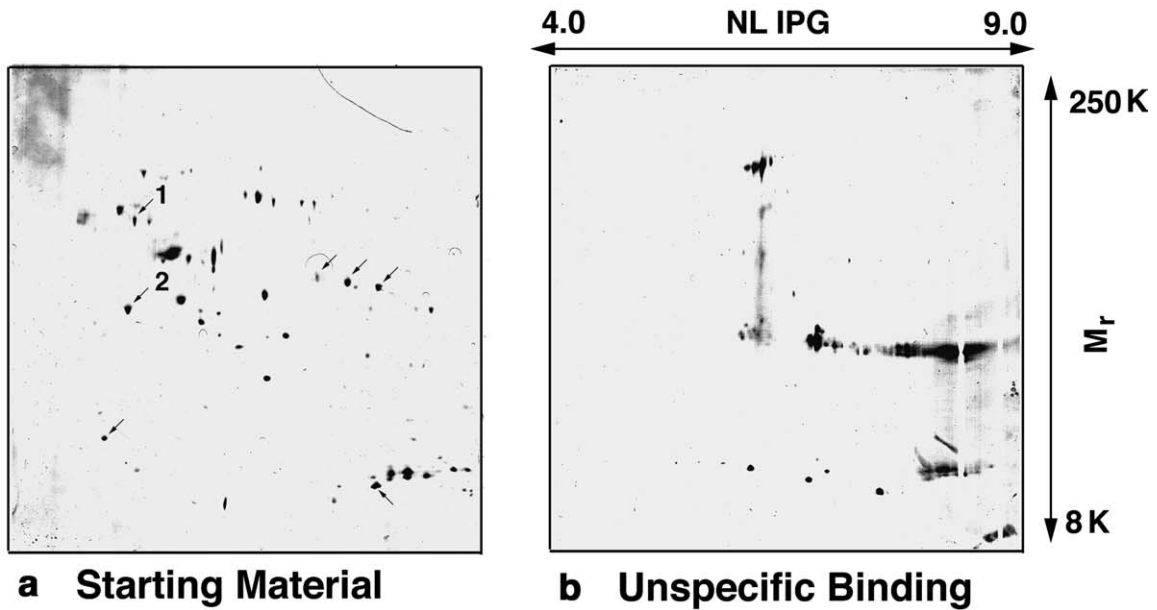 4.0 NL IPG 9.0
250 K
1
2
Mr
8 K
a Starting Material
b Unspecific Binding